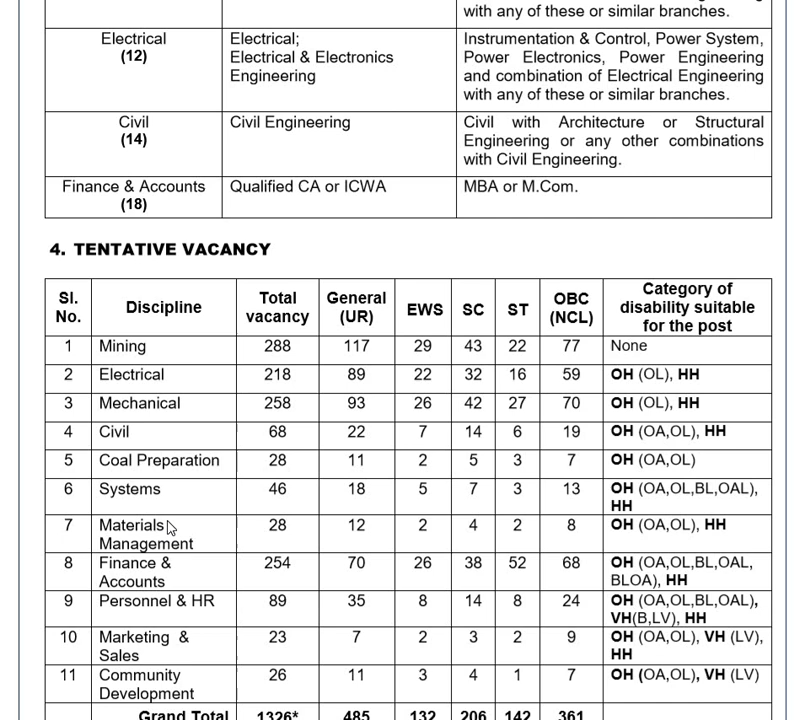 with any of these or similar branches.
Electrical Electrical; Instrumentation & Control, Power System,
(12) Electrical & Electronics Power Electronics, Power Engineering
Engineering and combination of Electrical Engineering
with any of these or similar branches.
Civil Civil Engineering Civil with Architecture or Structural
(14) Engineering or any other combinations
with Civil Engineering.
Finance & Accounts Qualified CA or ICWA MBA or M.Com.
(18)
4. TENTATIVE VACANCY
Sl. No. Discipline Total vacancy General (UR) EWS SC ST OBC (NCL) Category of disability suitable for the post
1 Mining 288 117 29 43 22 77 None
2 Electrical 218 89 22 32 16 59 OH (OL), HH
3 Mechanical 258 93 26 42 27 70 OH (OL), HH
4 Civil 68 22 7 14 6 19 OH (OA,OL), HH
5 Coal Preparation 28 11 2 5 3 7 OH (OA,OL)
6 Systems 46 18 5 7 3 13 OH (OA,OL,BL,OAL),
HH
7 Materials 28 12 2 4 2 8 OH (OA,OL), HH
Management
8 Finance & 254 70 26 38 52 68 OH (OA,OL,BL,OAL,
Accounts BLOA), HH
9 Personnel & HR 89 35 8 14 8 24 OH (OA,OL,BL,OAL),
VH(B,LV), HH
10 Marketing & 23 7 2 3 2 9 OH (OA,OL), VH (LV),
Sales HH
11 Community 26 11 3 4 1 7 OH (OA,OL), VH (LV)
Development
Grand Total 1326* 485 132 206 142 361